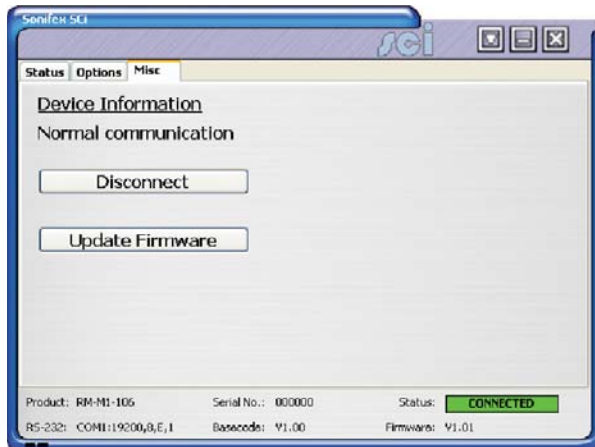 Sonifex SCi
sci
Status Options Misc
Device Information
Normal communication
Disconnect
Update Firmware
Product: RM-M1-106 Serial No.: 000000 Status: CONNECTED
RS-232: COM1:19200,8,E,1 Basecode: V1.00 Firmware: V1.01